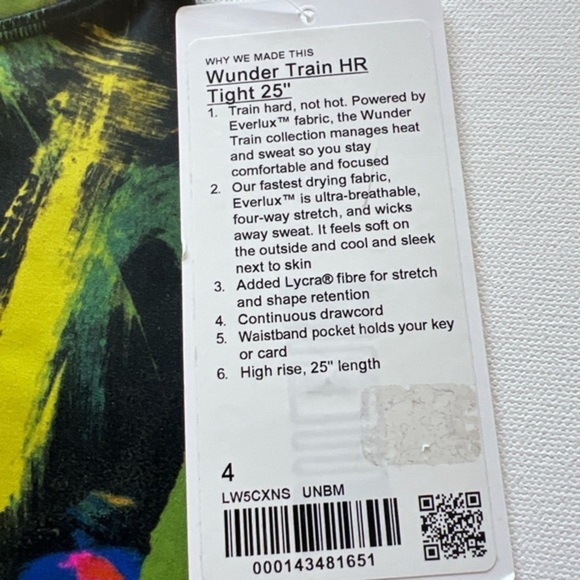 WHY WE MADE THIS
Wunder Train HR
Tight 25"
1. Train hard, not hot. Powered by
Everlux™ fabric, the Wunder
Train collection manages heat
and sweat so you stay
comfortable and focused
2. Our fastest drying fabric,
Everlux™ is ultra-breathable,
four-way stretch, and wicks
away sweat. It feels soft on
the outside and cool and sleek
next to skin
3. Added Lycra® fibre for stretch
and shape retention
4. Continuous drawcord
5. Waistband pocket holds your key
or card
6. High rise, 25" length
4
LW5CXNS UNBM
000143481651